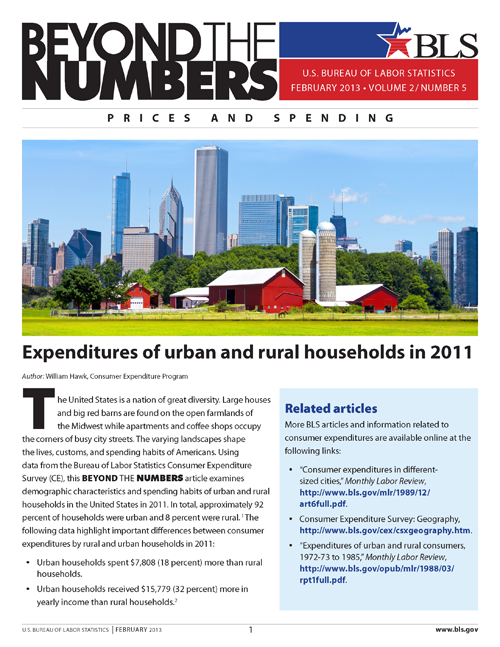 BEYOND THE
NUMBERS
BLS
U.S. BUREAU OF LABOR STATISTICS
FEBRUARY 2013 • VOLUME 2 / NUMBER 5
PRICES AND SPENDING
Expenditures of urban and rural households in 2011
Author: William Hawk, Consumer Expenditure Program
The United States is a nation of great diversity. Large houses
and big red barns are found on the open farmlands of
the Midwest while apartments and coffee shops occupy
the corners of busy city streets. The varying landscapes shape
the lives, customs, and spending habits of Americans. Using
data from the Bureau of Labor Statistics Consumer Expenditure
Survey (CE), this BEYOND THE NUMBERS article examines
demographic characteristics and spending habits of urban and rural
households in the United States in 2011. In total, approximately 92
percent of households were urban and 8 percent were rural.1 The
following data highlight important differences between consumer
expenditures by rural and urban households in 2011:
• Urban households spent $7,808 (18 percent) more than rural
households.
• Urban households received $15,779 (32 percent) more in
yearly income than rural households.2
Related articles
More BLS articles and information related to
consumer expenditures are available online at the
following links:
• "Consumer expenditures in different-
sized cities," Monthly Labor Review,
http://www.bls.gov/mlr/1989/12/
art6full.pdf.
• Consumer Expenditure Survey: Geography,
http://www.bls.gov/cex/csxgeography.htm.
• "Expenditures of urban and rural consumers,
1972-73 to 1985," Monthly Labor Review,
http://www.bls.gov/opub/mlr/1988/03/
rpt1full.pdf.
U.S. BUREAU OF LABOR STATISTICS | FEBRUARY 2013
1
www.bls.gov